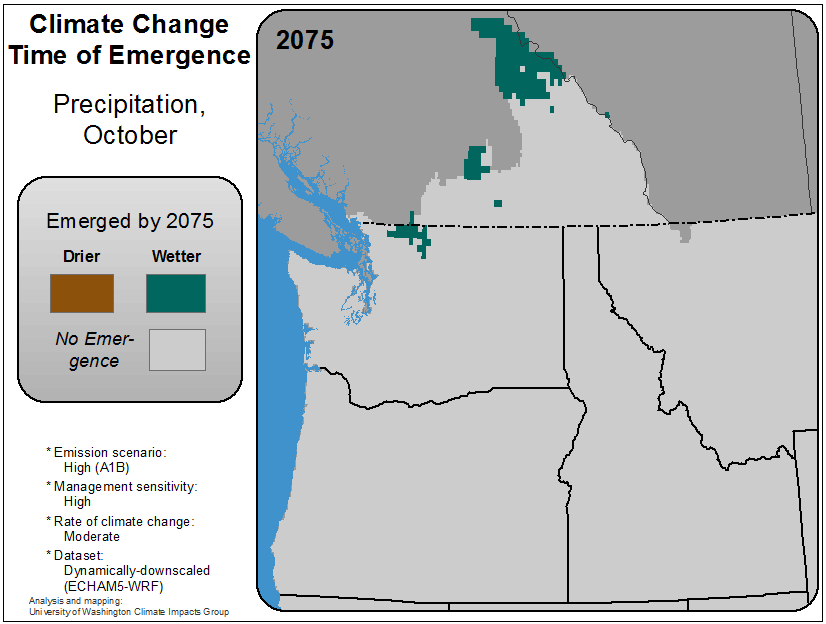 Climate Change
Time of Emergence
Precipitation,
October
Emerged by 2075
Drier
Wetter
No Emer-
gence
* Emission scenario:
High (A1B)
* Management sensitivity:
High
* Rate of climate change:
Moderate
* Dataset:
Dynamically-downscaled
(ECHAM5-WRF)
Analysis and mapping:
University of Washington Climate Impacts Group
2075